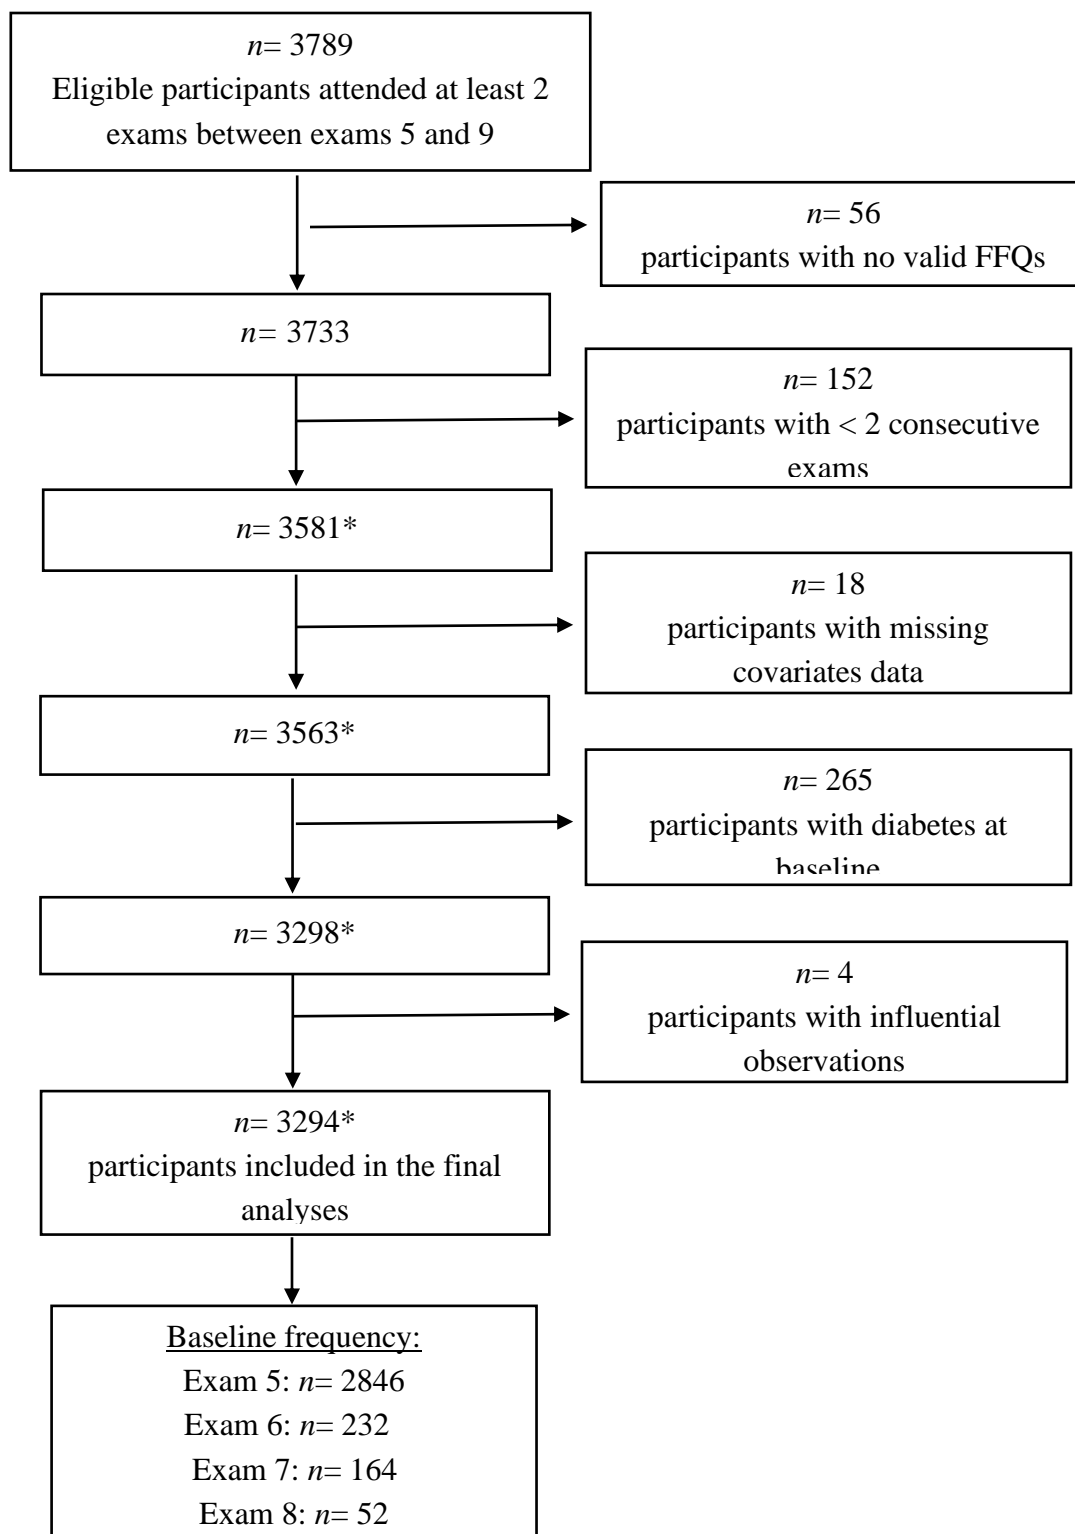 n= 3789
Eligible participants attended at least 2
exams between exams 5 and 9
n= 56
participants with no valid FFQs
n= 3733
n= 152
participants with < 2 consecutive
exams
n= 3581*
n= 18
participants with missing
covariates data
n= 3563*
n= 265
participants with diabetes at
baseline
n= 3298*
n= 4
participants with influential
observations
n= 3294*
participants included in the final
analyses
Baseline frequency:
Exam 5: n= 2846
Exam 6: n= 232
Exam 7: n= 164
Exam 8: n= 52